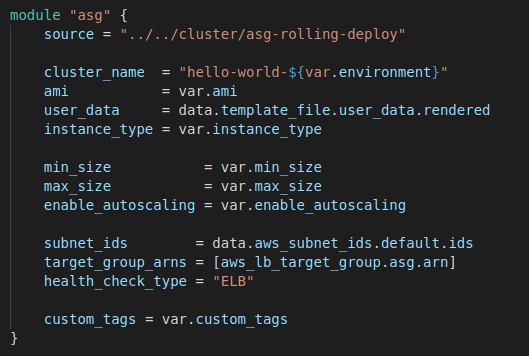 module "asg" {
source = "../../cluster/asg-rolling-deploy"
cluster_name  = "hello-world-${var.environment}"
ami           = var.ami
user_data     = data.template_file.user_data.rendered
instance_type = var.instance_type
min_size           = var.min_size
max_size           = var.max_size
enable_autoscaling = var.enable_autoscaling
subnet_ids        = data.aws_subnet_ids.default.ids
target_group_arns = [aws_lb_target_group.asg.arn]
health_check_type = "ELB"
custom_tags = var.custom_tags
}